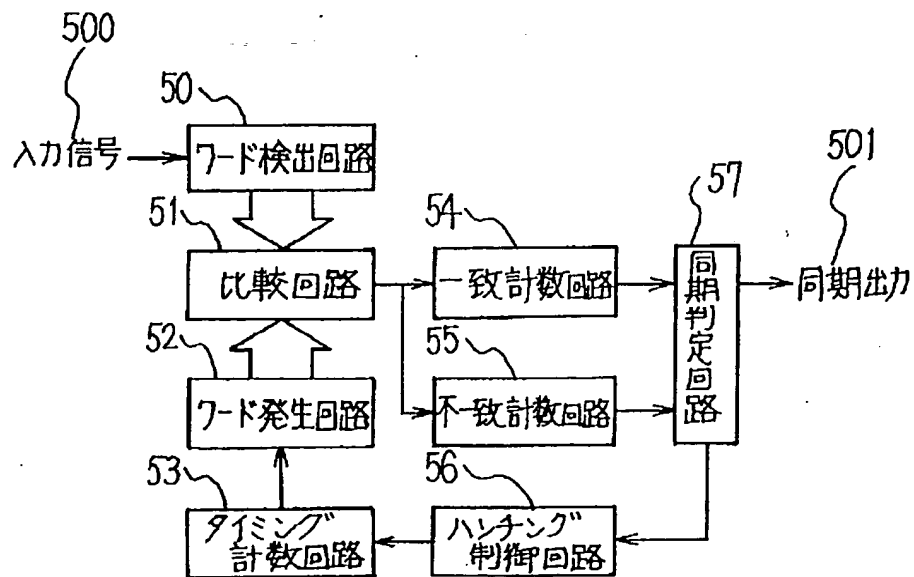 500
入力信号
50
ワード検出回路
51
比較回路
52
ワード発生回路
53
タイミング
計数回路
54
一致計数回路
55
不一致計数回路
56
ハンチング
制御回路
57
同期判定回路
501
同期出力